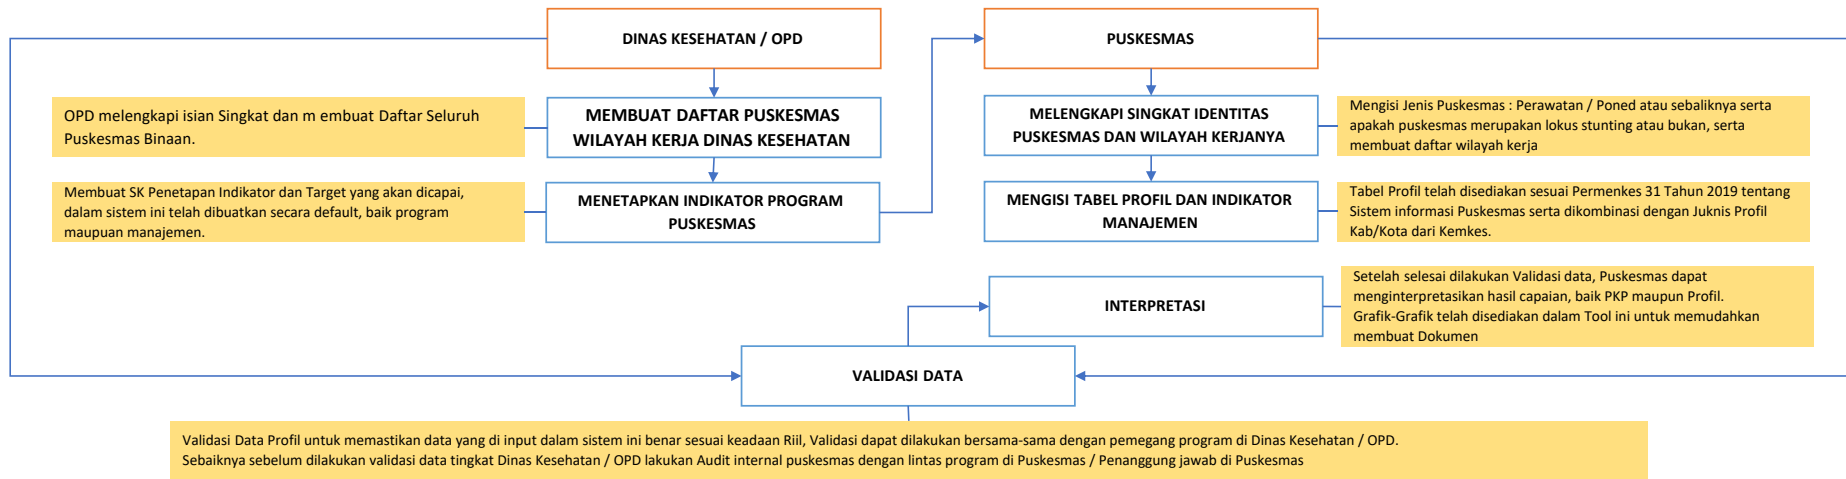 DINAS KESEHATAN / OPD
PUSKESMAS
OPD melengkapi isian Singkat dan m embuat Daftar Seluruh
Puskesmas Binaan.
MEMBUAT DAFTAR PUSKESMAS
WILAYAH KERJA DINAS KESEHATAN
MELENGKAPI SINGKAT IDENTITAS
PUSKESMAS DAN WILAYAH KERJANYA
Mengisi Jenis Puskesmas : Perawatan / Poned atau sebaliknya serta
apakah puskesmas merupakan lokus stunting atau bukan, serta
membuat daftar wilayah kerja
Membuat SK Penetapan Indikator dan Target yang akan dicapai,
dalam sistem ini telah dibuatkan secara default, baik program
maupuan manajemen.
MENETAPKAN INDIKATOR PROGRAM
PUSKESMAS
MENGISI TABEL PROFIL DAN INDIKATOR
MANAJEMEN
Tabel Profil telah disediakan sesuai Permenkes 31 Tahun 2019 tentang
Sistem informasi Puskesmas serta dikombinasi dengan Juknis Profil
Kab/Kota dari Kemkes.
INTERPRETASI
Setelah selesai dilakukan Validasi data, Puskesmas dapat
menginterpretasikan hasil capaian, baik PKP maupun Profil.
Grafik-Grafik telah disediakan dalam Tool ini untuk memudahkan
membuat Dokumen
VALIDASI DATA
Validasi Data Profil untuk memastikan data yang di input dalam sistem ini benar sesuai keadaan Riil, Validasi dapat dilakukan bersama-sama dengan pemegang program di Dinas Kesehatan / OPD.
Sebaiknya sebelum dilakukan validasi data tingkat Dinas Kesehatan / OPD lakukan Audit internal puskesmas dengan lintas program di Puskesmas / Penanggung jawab di Puskesmas